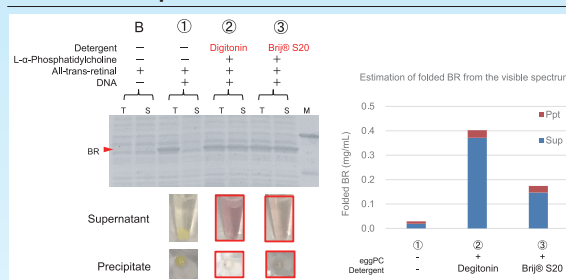 B ① ② ③
Detergent – – Digitonin Brij® S20
L-α-Phosphatidylcholine – – + +
All-trans-retinal + + + +
DNA – + + +
T S T S T S T S M
BR
Supernatant
Precipitate
Estimation of folded BR from the visible spectrum
Folded BR (mg/mL)
0.5
0.4
0.3
0.2
0.1
0
Ppt
Sup
① ② ③
eggPC - + +
Detergent - Degitonin Brij® S20